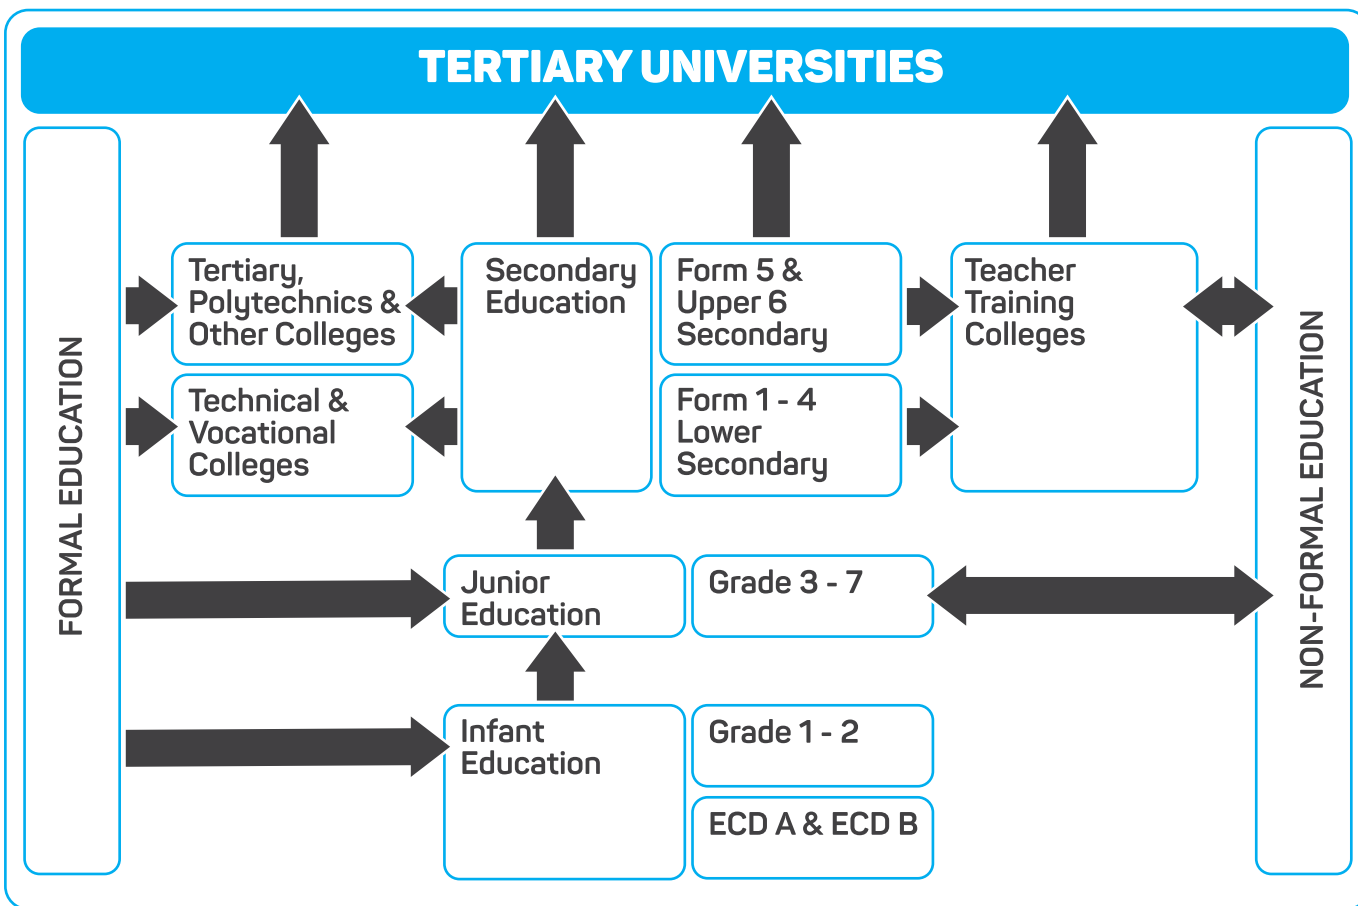 TERTIARY UNIVERSITIES
FORMAL EDUCATION
Tertiary,
Polytechnics &
Other Colleges
Technical &
Vocational
Colleges
Secondary
Education
Form 5 &
Upper 6
Secondary
Form 1 - 4
Lower
Secondary
Teacher
Training
Colleges
NON-FORMAL EDUCATION
Junior
Education
Grade 3 - 7
Infant
Education
Grade 1 - 2
ECD A & ECD B